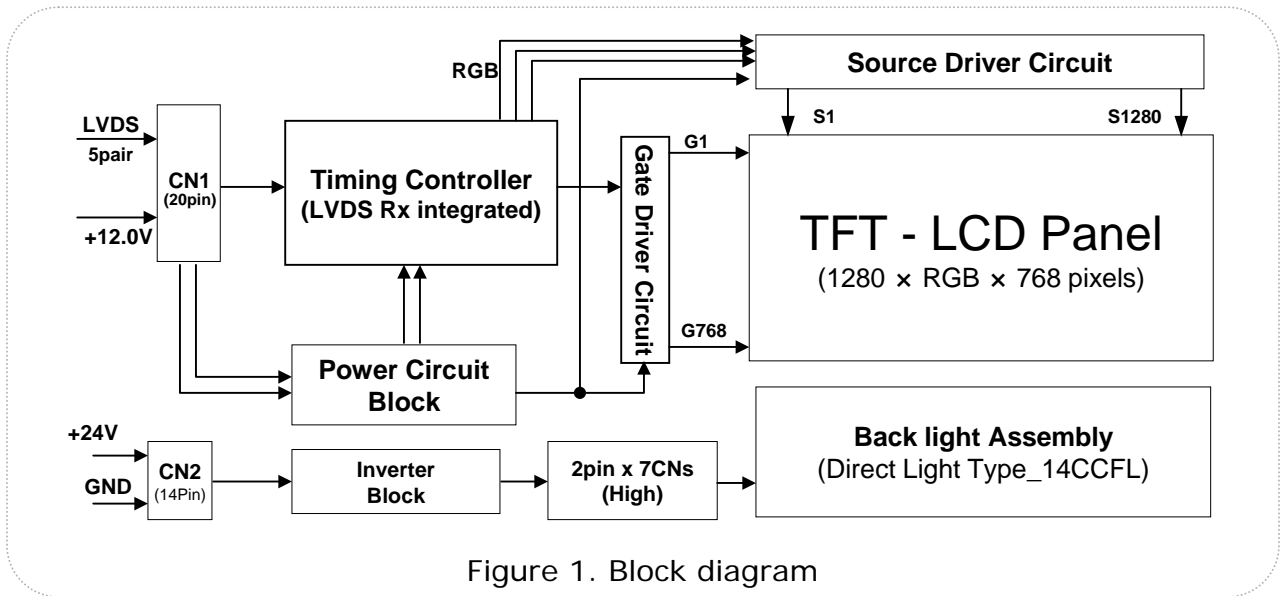 RGB
Source Driver Circuit
S1
S1280
LVDS
5pair
CN1
(20pin)
+12.0V
Timing Controller
(LVDS Rx integrated)
Gate Driver Circuit
G1
G768
TFT - LCD Panel
(1280 × RGB × 768 pixels)
Power Circuit
Block
+24V
GND
CN2
(14Pin)
Inverter
Block
2pin x 7CNs
(High)
Back light Assembly
(Direct Light Type_14CCFL)
Figure 1. Block diagram